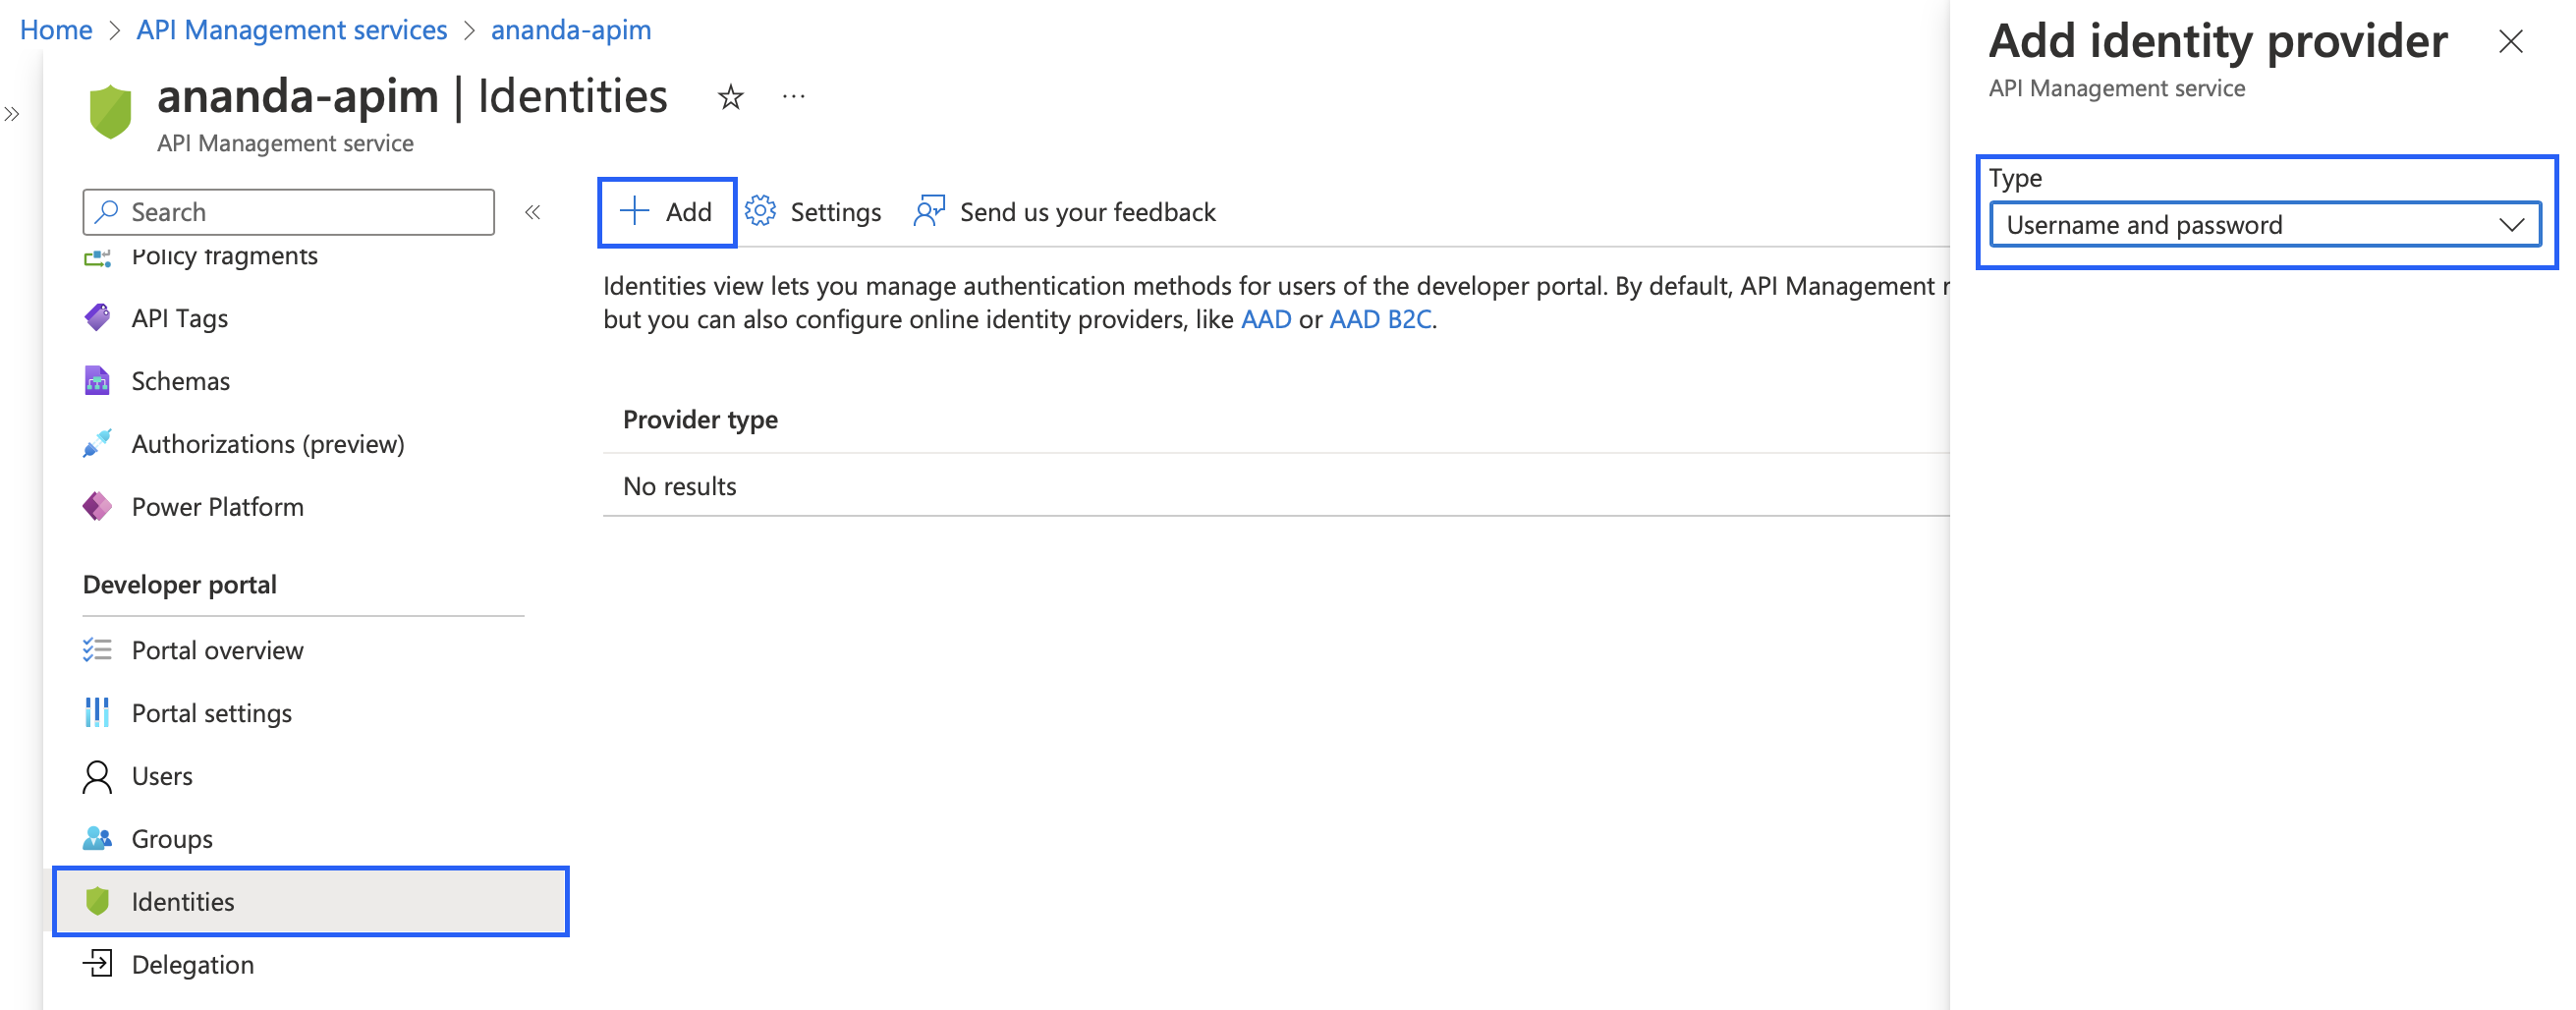 Home > API Management services > ananda-apim
ananda-apim | Identities
API Management service
Search
Policy fragments
API Tags
Schemas
Authorizations (preview)
Power Platform
Developer portal
Portal overview
Portal settings
Users
Groups
Identities
Delegation
Add
Settings
Send us your feedback
Identities view lets you manage authentication methods for users of the developer portal. By default, API Management
but you can also configure online identity providers, like AAD or AAD B2C.
Provider type
No results
Add identity provider
API Management service
Type
Username and password